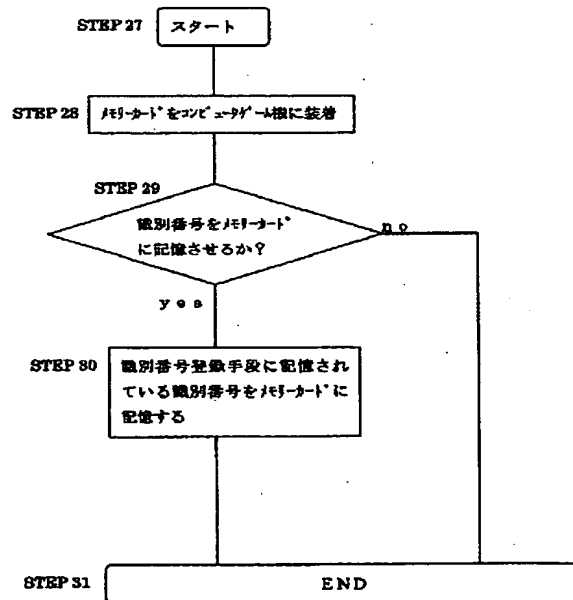 STEP 27 スタート
STEP 28 ﾒﾓﾘｰｶｰﾄﾞをｺﾝﾋﾟｭｰﾀｹﾞｰﾑ機に装着
STEP 29
識別番号をﾒﾓﾘｰｶｰﾄﾞ
に記憶させるか？
no
yes
STEP 30 識別番号登録手段に記憶され
ている識別番号をﾒﾓﾘｰｶｰﾄﾞに
記憶する
STEP 31 END